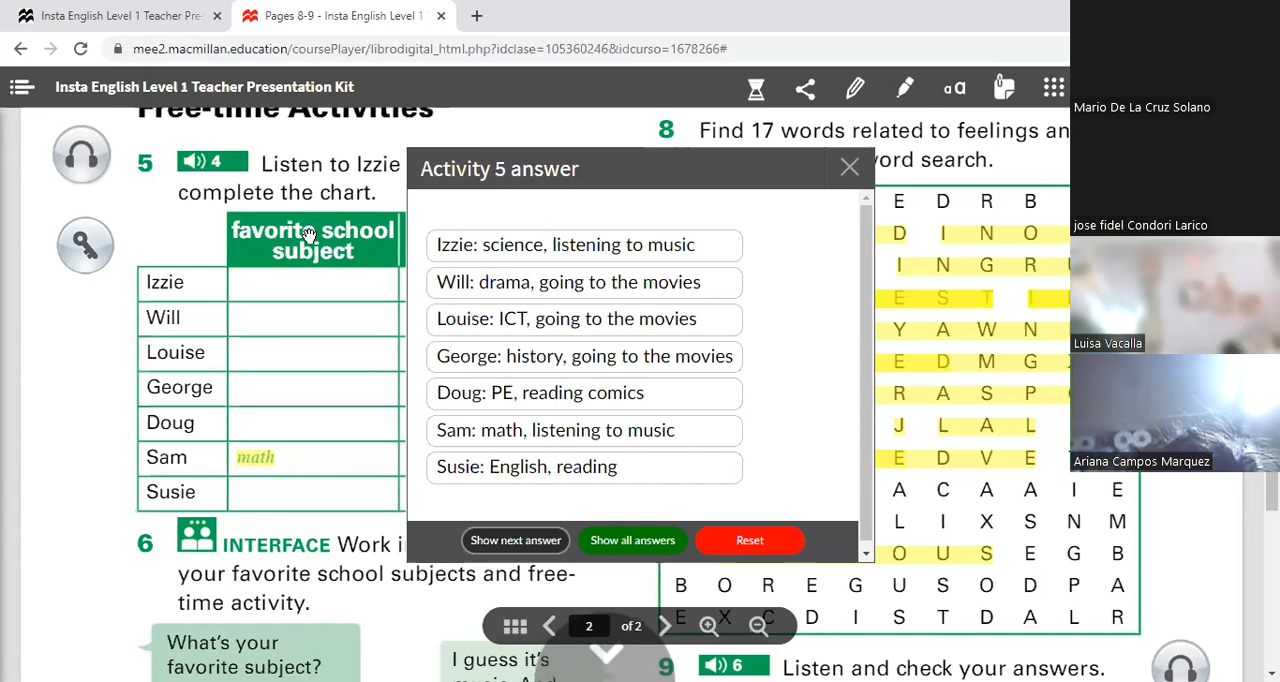 Insta English Level 1 Teacher Pre
Pages 8-9 - Insta English Level 1
mee2.macmillan.education/coursePlayer/librodigital_html.php?idclase=105360246&idcurso=1678266#
Insta English Level 1 Teacher Presentation Kit
aa
Free-time Activities
5 4 Listen to Izzie
complete the chart.
favorite school
subject
Izzie
Will
Louise
George
Doug
Sam math
Susie
6 INTERFACE Work i
your favorite school subjects and free-
time activity.
What's your
favorite subject?
I guess it's
Activity 5 answer
Izzie: science, listening to music
Will: drama, going to the movies
Louise: ICT, going to the movies
George: history, going to the movies
Doug: PE, reading comics
Sam: math, listening to music
Susie: English, reading
Show next answer
Show all answers
Reset
2 of 2
8 Find 17 words related to feelings an
ord search.
E D R B
D I N O
I N G R
E S T I
Y A W N
E D M G
R A S P
J L A L
E D V E
A C A A I E
L I X S N M
O U S E G B
B O R E G U S O D P A
E X C D I S T D A L R
9 6 Listen and check your answers.
Mario De La Cruz Solano
jose fidel Condori Larico
Luisa Vacalla
Ariana Campos Marquez